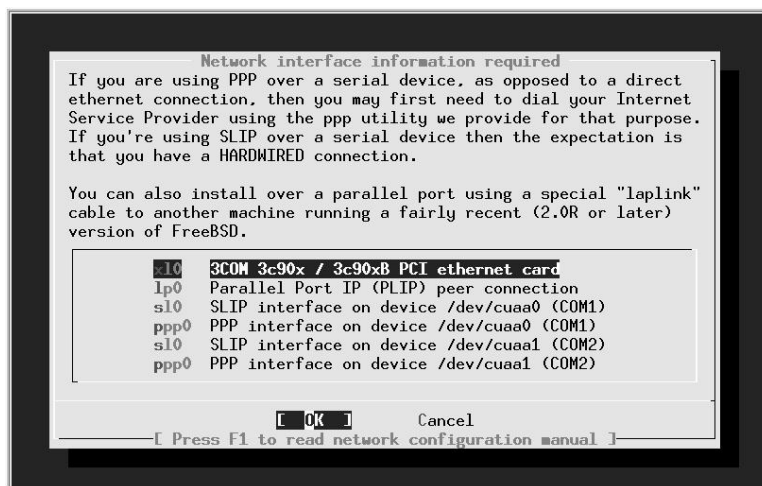 Network interface information required
If you are using PPP over a serial device, as opposed to a direct
ethernet connection, then you may first need to dial your Internet
Service Provider using the ppp utility we provide for that purpose.
If you're using SLIP over a serial device then the expectation is
that you have a HARDWIRED connection.
You can also install over a parallel port using a special "laplink"
cable to another machine running a fairly recent (2.0R or later)
version of FreeBSD.
xl0 3COM 3c90x / 3c90xB PCI ethernet card
lp0 Parallel Port IP (PLIP) peer connection
sl0 SLIP interface on device /dev/cuaa0 (COM1)
ppp0 PPP interface on device /dev/cuaa0 (COM1)
sl0 SLIP interface on device /dev/cuaa1 (COM2)
ppp0 PPP interface on device /dev/cuaa1 (COM2)
[ OK ] Cancel
[ Press F1 to read network configuration manual ]